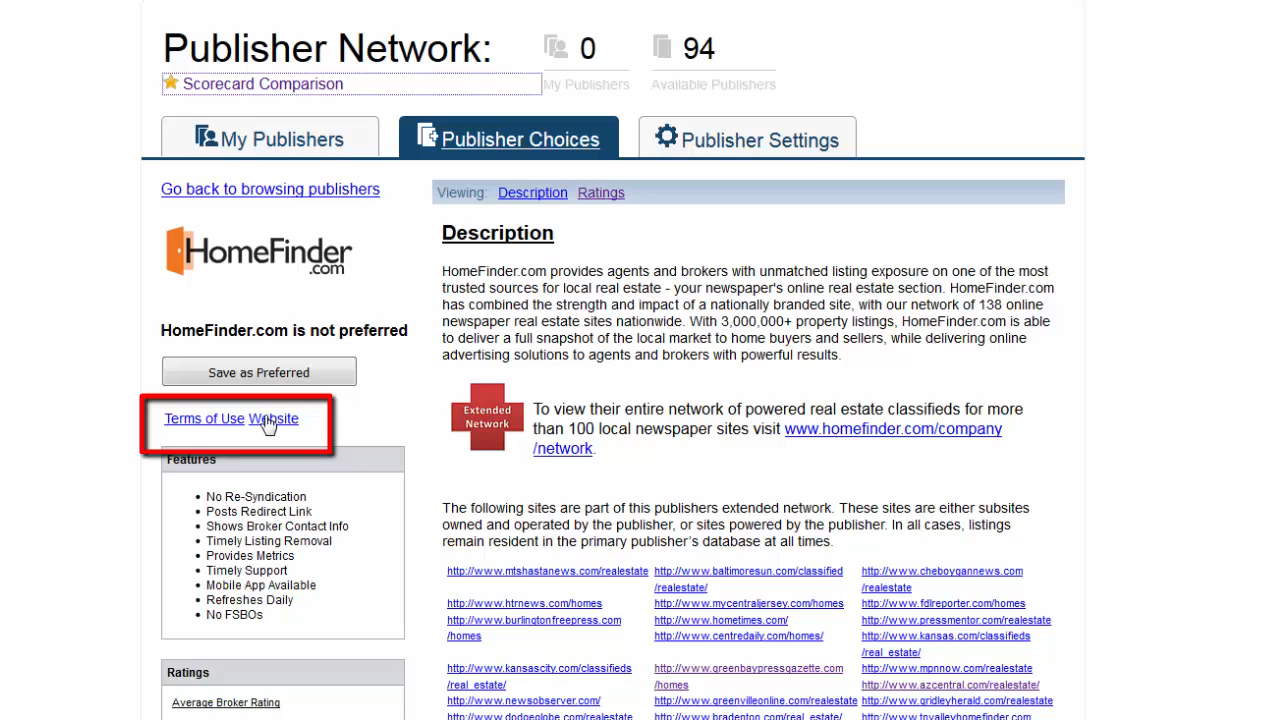 Publisher Network:
0
94
Scorecard Comparison
My Publishers
Available Publishers
My Publishers
Publisher Choices
Publisher Settings
Go back to browsing publishers
Viewing: Description Ratings
HomeFinder
.com
HomeFinder.com is not preferred
Save as Preferred
Terms of Use Website
Features
No Re-Syndication
Posts Redirect Link
Shows Broker Contact Info
Timely Listing Removal
Provides Metrics
Timely Support
Mobile App Available
Refreshes Daily
No FSBOs
Ratings
Average Broker Rating
Description
HomeFinder.com provides agents and brokers with unmatched listing exposure on one of the most
trusted sources for local real estate - your newspaper's online real estate section. HomeFinder.com
has combined the strength and impact of a nationally branded site, with our network of 138 online
newspaper real estate sites nationwide. With 3,000,000+ property listings, HomeFinder.com is able
to deliver a full snapshot of the local market to home buyers and sellers, while delivering online
advertising solutions to agents and brokers with powerful results.
Extended
Network
To view their entire network of powered real estate classifieds for more
than 100 local newspaper sites visit www.homefinder.com/company
/network.
The following sites are part of this publishers extended network. These sites are either subsites
owned and operated by the publisher, or sites powered by the publisher. In all cases, listings
remain resident in the primary publisher's database at all times.
http://www.mtshastanews.com/realestate
http://www.baltimoresun.com/classified
/realestate/
http://www.cheboygannews.com
/realestate
http://www.htrnews.com/homes
http://www.mycentraljersey.com/homes
http://www.fdlreporter.com/homes
http://www.burlingtonfreepress.com
/homes
http://www.hometimes.com/
http://www.pressmentor.com/realestate
http://www.centredaily.com/homes/
http://www.kansas.com/classifieds
/real_estate/
http://www.kansascity.com/classifieds
/real_estate/
http://www.greenbaypressgazette.com
/homes
http://www.mpnnow.com/realestate
http://www.azcentral.com/realestate/
http://www.newsobserver.com/
http://www.greenvilleonline.com/realestate
http://www.gridleyherald.com/realestate
http://www.dodgeglobe.com/realestate
http://www.bradenton.com/real_estate/
http://www.tnvalleyhomefinder.com